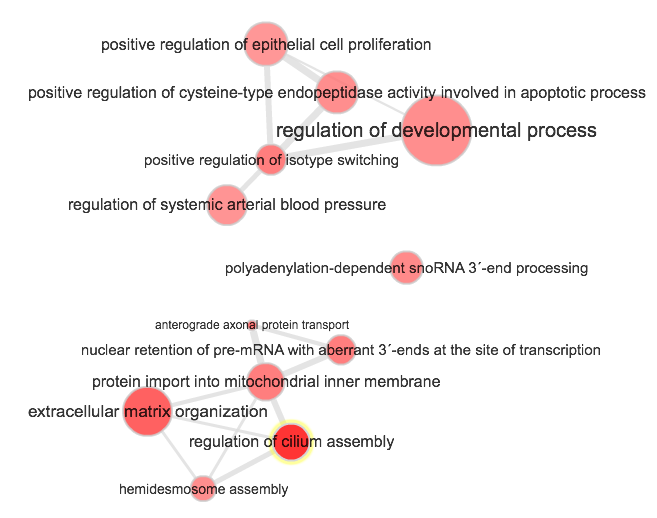 positive regulation of epithelial cell proliferation
positive regulation of cysteine-type endopeptidase activity involved in apoptotic process
regulation of developmental process
positive regulation of isotype switching
regulation of systemic arterial blood pressure
polyadenylation-dependent snoRNA 3´-end processing
anterograde axonal protein transport
nuclear retention of pre-mRNA with aberrant 3´-ends at the site of transcription
protein import into mitochondrial inner membrane
extracellular matrix organization
regulation of cilium assembly
hemidesmosome assembly